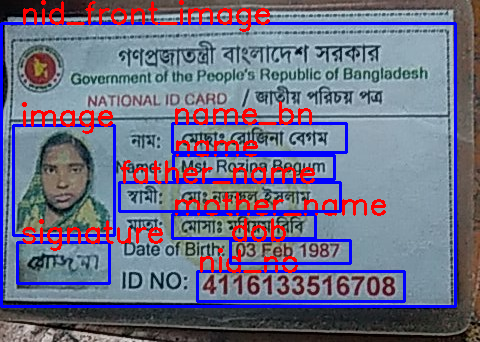 nid_front_image
গণপ্রজাতন্ত্রী বাংলাদেশ সরকার
Government of the People's Republic of Bangladesh
NATIONAL ID CARD / জাতীয় পরিচয় পত্র
image
name_bn
নাম: মোছাঃ রোজিনা বেগম
name
Name: Mst. Rozina Begum
father_name
স্বামী: মোঃ নজরুল ইসলাম
mother_name
মাতা: মোসাঃ বিবি
signature
dob
রোজিনা
Date of Birth: 03 Feb 1987
nid_no
ID NO: 4116133516708